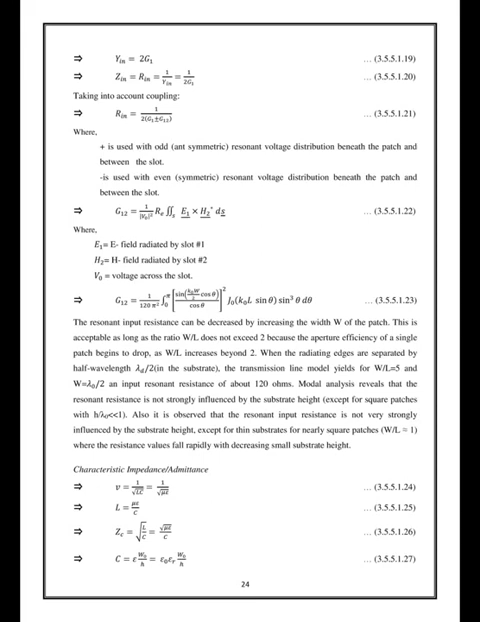 ⇒ Y_in = 2G_1 … (3.5.5.1.19)
⇒ Z_in = R_in = 1/Y_in = 1/2G_1 … (3.5.5.1.20)
Taking into account coupling:
⇒ R_in = 1/2(G_1±G_12) … (3.5.5.1.21)
Where,
+ is used with odd (ant symmetric) resonant voltage distribution beneath the patch and
between the slot.
-is used with even (symmetric) resonant voltage distribution beneath the patch and
between the slot.
⇒ G_12 = 1/|V_0|² R_e ∬_s E_1 × H_2* ds … (3.5.5.1.22)
Where,
E_1= E- field radiated by slot #1
H_2= H- field radiated by slot #2
V_0 = voltage across the slot.
⇒ G_12 = 1/120 π² ∫_0^π [sin(k_0W/2 cos θ)/cos θ]² J_0(k_0L sin θ) sin³ θ dθ … (3.5.5.1.23)
The resonant input resistance can be decreased by increasing the width W of the patch. This is
acceptable as long as the ratio W/L does not exceed 2 because the aperture efficiency of a single
patch begins to drop, as W/L increases beyond 2. When the radiating edges are separated by
half-wavelength λ_d/2(in the substrate), the transmission line model yields for W/L=5 and
W=λ_0/2 an input resonant resistance of about 120 ohms. Modal analysis reveals that the
resonant resistance is not strongly influenced by the substrate height (except for square patches
with h/λ₀<<1). Also it is observed that the resonant input resistance is not very strongly
influenced by the substrate height, except for thin substrates for nearly square patches (W/L ≈ 1)
where the resistance values fall rapidly with decreasing small substrate height.
Characteristic Impedance/Admittance
⇒ v = 1/√LC = 1/√με … (3.5.5.1.24)
⇒ L = με/C … (3.5.5.1.25)
⇒ Z_c = √(L/C) = √με/C … (3.5.5.1.26)
⇒ C = ε W_0/h = ε_0ε_r W_0/h … (3.5.5.1.27)
24